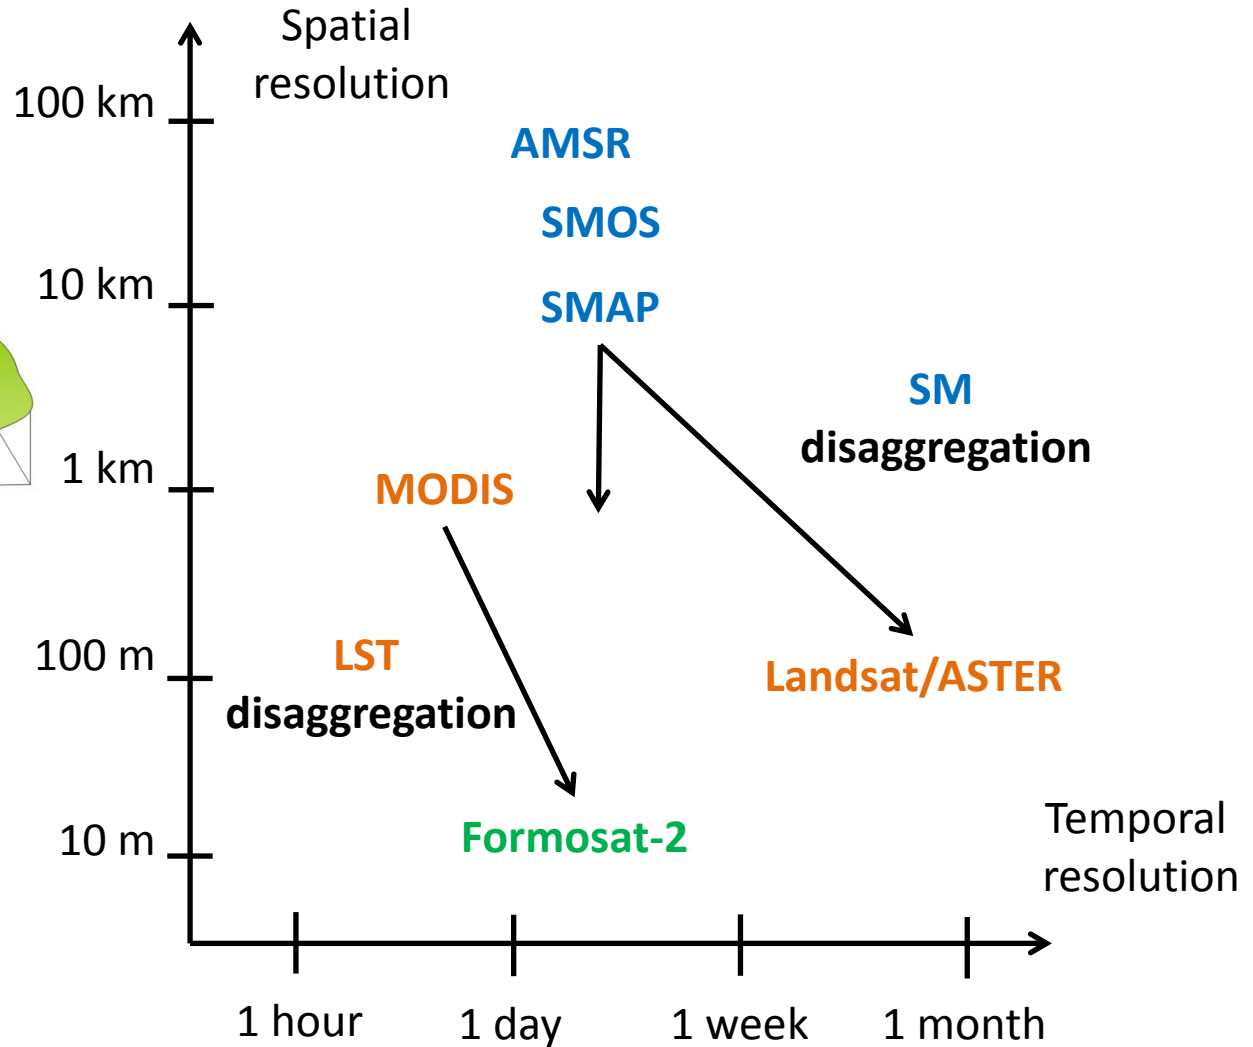 Spatial
resolution
100 km
AMSR
SMOS
10 km
SMAP
SM
disaggregation
1 km
MODIS
100 m
LST
disaggregation
Landsat/ASTER
10 m
Formosat-2
Temporal
resolution
1 hour
1 day
1 week
1 month